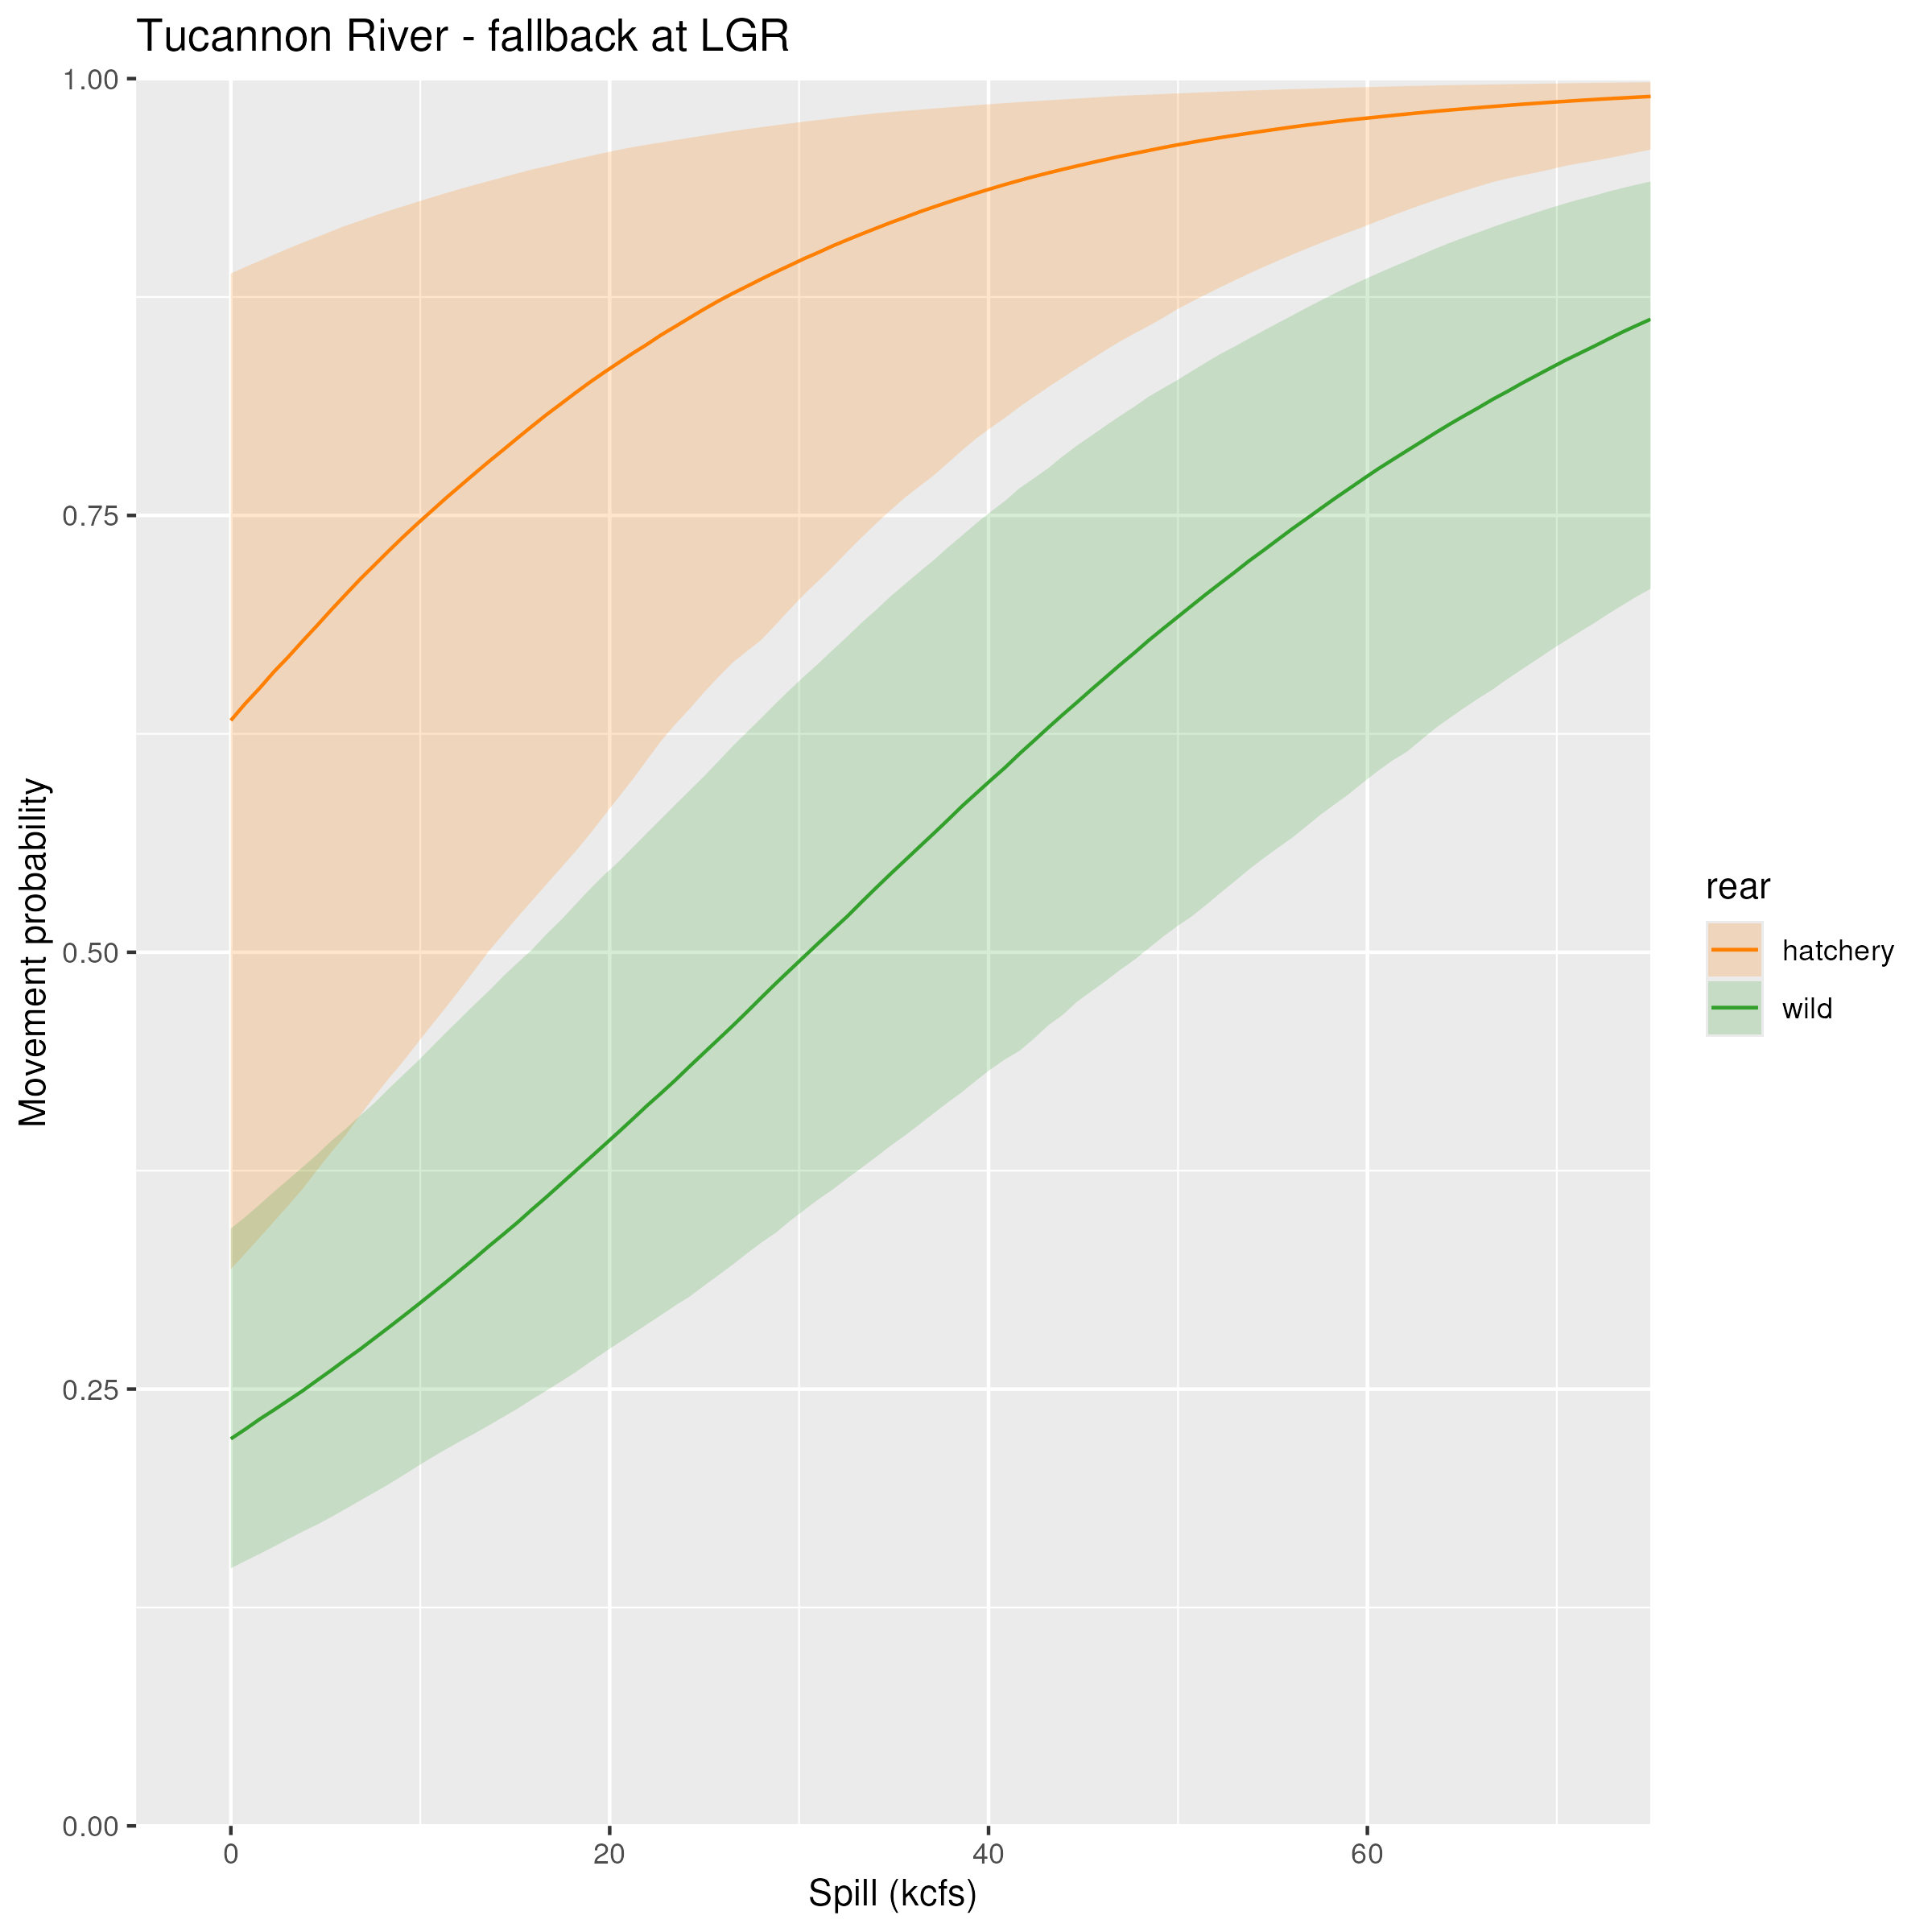 Tucannon River - fallback at LGR
1.00
0.75
0.50
0.25
0.00
Movement probability
0
20
40
60
Spill (kcfs)
rear
hatchery
wild